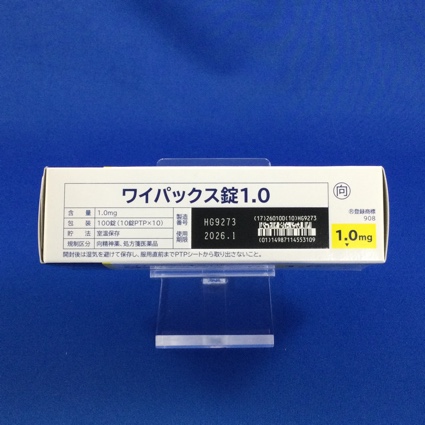 ワイパックス錠1.0
向
®登録商標
908
含 量 1.0mg
包 装 100錠(10錠PTP×10)
貯 法 室温保存
規制区分 向精神薬、処方箋医薬品
製造番号 HG9273
使用期限 2026.1
(17)260100(10)HG9273
(01)14987114553109
1.0mg
開封後は湿気を避けて保存し、服用直前までPTPシートから取り出さないこと。